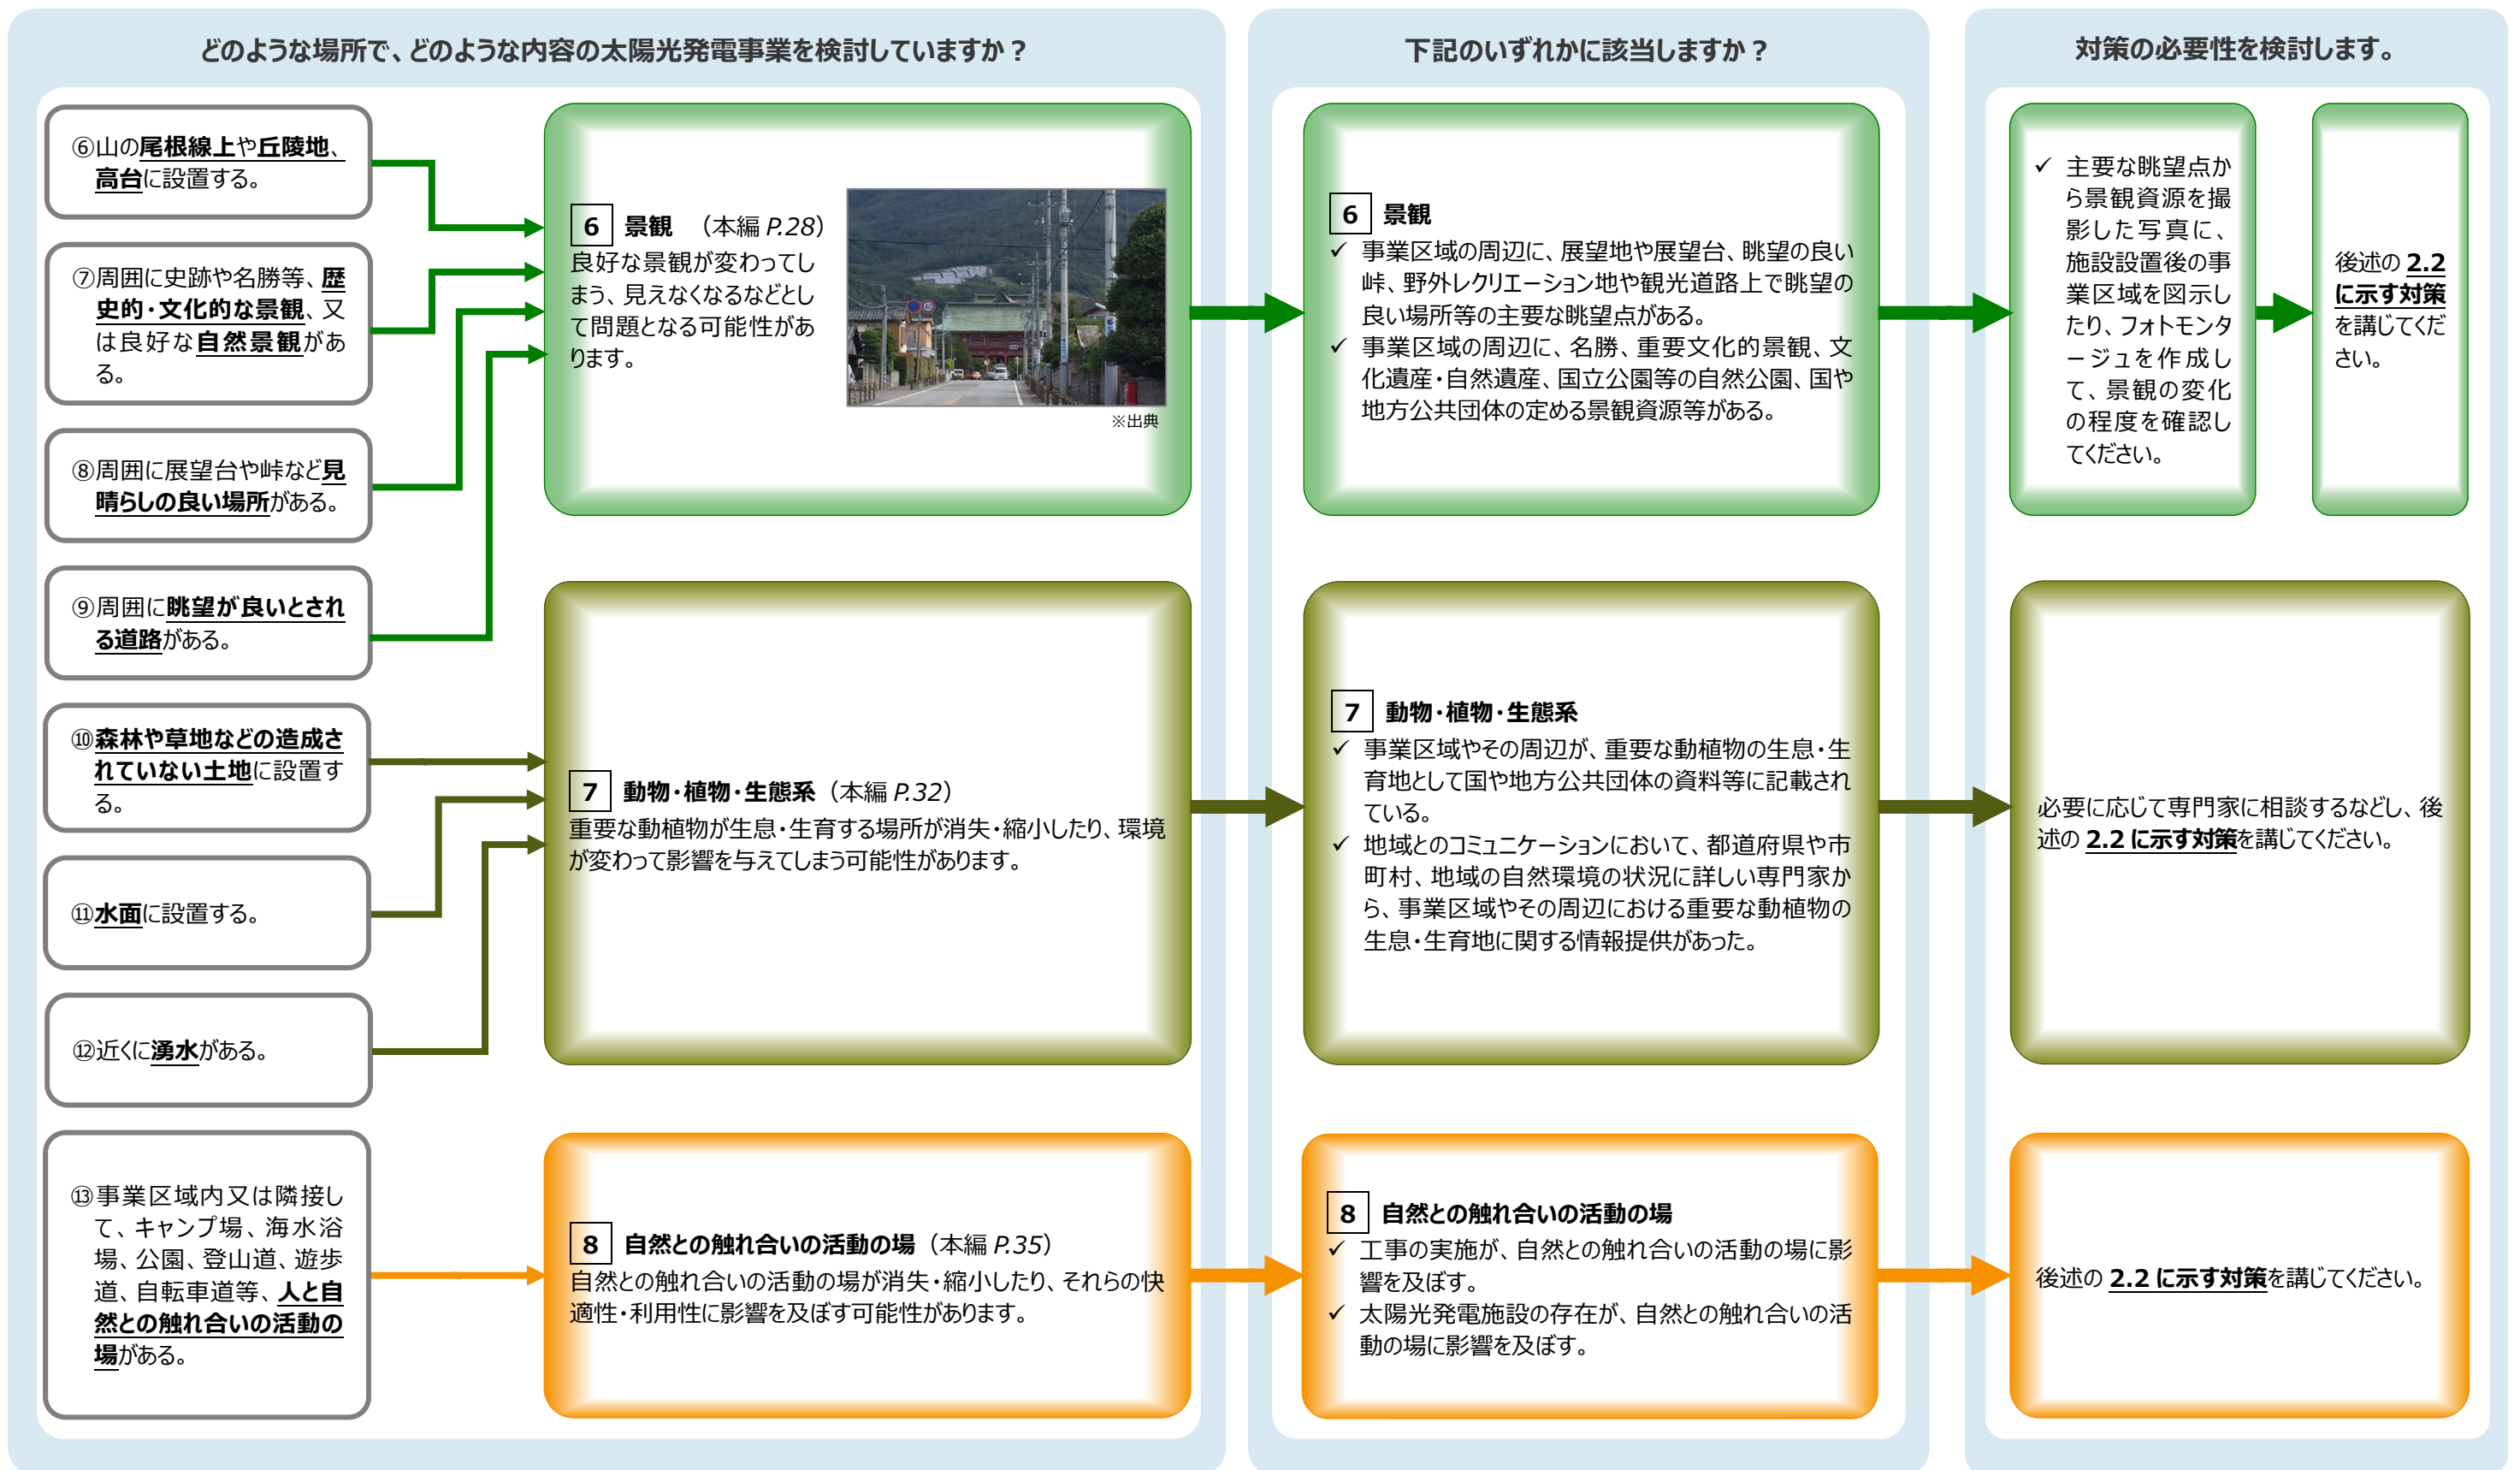 どのような場所で、どのような内容の太陽光発電事業を検討していますか？
⑥山の尾根線上や丘陵地、
高台に設置する。
⑦周囲に史跡や名勝等、歴
史的・文化的な景観、又
は良好な自然景観があ
る。
⑧周囲に展望台や峠など見
晴らしの良い場所がある。
⑨周囲に眺望が良いとされ
る道路がある。
⑩森林や草地などの造成さ
れていない土地に設置す
る。
⑪水面に設置する。
⑫近くに湧水がある。
⑬事業区域内又は隣接し
て、キャンプ場、海水浴
場、公園、登山道、遊歩
道、自転車道等、人と自
然との触れ合いの活動の
場がある。
6 景観 （本編 P.28）
良好な景観が変わってし
まう、見えなくなるなどとし
て問題となる可能性があ
ります。
※出典
7 動物・植物・生態系（本編 P.32）
重要な動植物が生息・生育する場所が消失・縮小したり、環境
が変わって影響を与えてしまう可能性があります。
8 自然との触れ合いの活動の場（本編 P.35）
自然との触れ合いの活動の場が消失・縮小したり、それらの快
適性・利用性に影響を及ぼす可能性があります。
下記のいずれかに該当しますか？
6 景観
✓ 事業区域の周辺に、展望地や展望台、眺望の良い
峠、野外レクリエーション地や観光道路上で眺望の
良い場所等の主要な眺望点がある。
✓ 事業区域の周辺に、名勝、重要文化的景観、文
化遺産・自然遺産、国立公園等の自然公園、国や
地方公共団体の定める景観資源等がある。
7 動物・植物・生態系
✓ 事業区域やその周辺が、重要な動植物の生息・生
育地として国や地方公共団体の資料等に記載され
ている。
✓ 地域とのコミュニケーションにおいて、都道府県や市
町村、地域の自然環境の状況に詳しい専門家か
ら、事業区域やその周辺における重要な動植物の
生息・生育地に関する情報提供があった。
8 自然との触れ合いの活動の場
✓ 工事の実施が、自然との触れ合いの活動の場に影
響を及ぼす。
✓ 太陽光発電施設の存在が、自然との触れ合いの活
動の場に影響を及ぼす。
対策の必要性を検討します。
✓ 主要な眺望点か
ら景観資源を撮
影した写真に、
施設設置後の事
業区域を図示し
たり、フォトモンタ
ージュを作成し
て、景観の変化
の程度を確認し
てください。
後述の 2.2
に示す対策
を講じてくだ
さい。
必要に応じて専門家に相談するなどし、後
述の 2.2 に示す対策を講じてください。
後述の 2.2 に示す対策を講じてください。